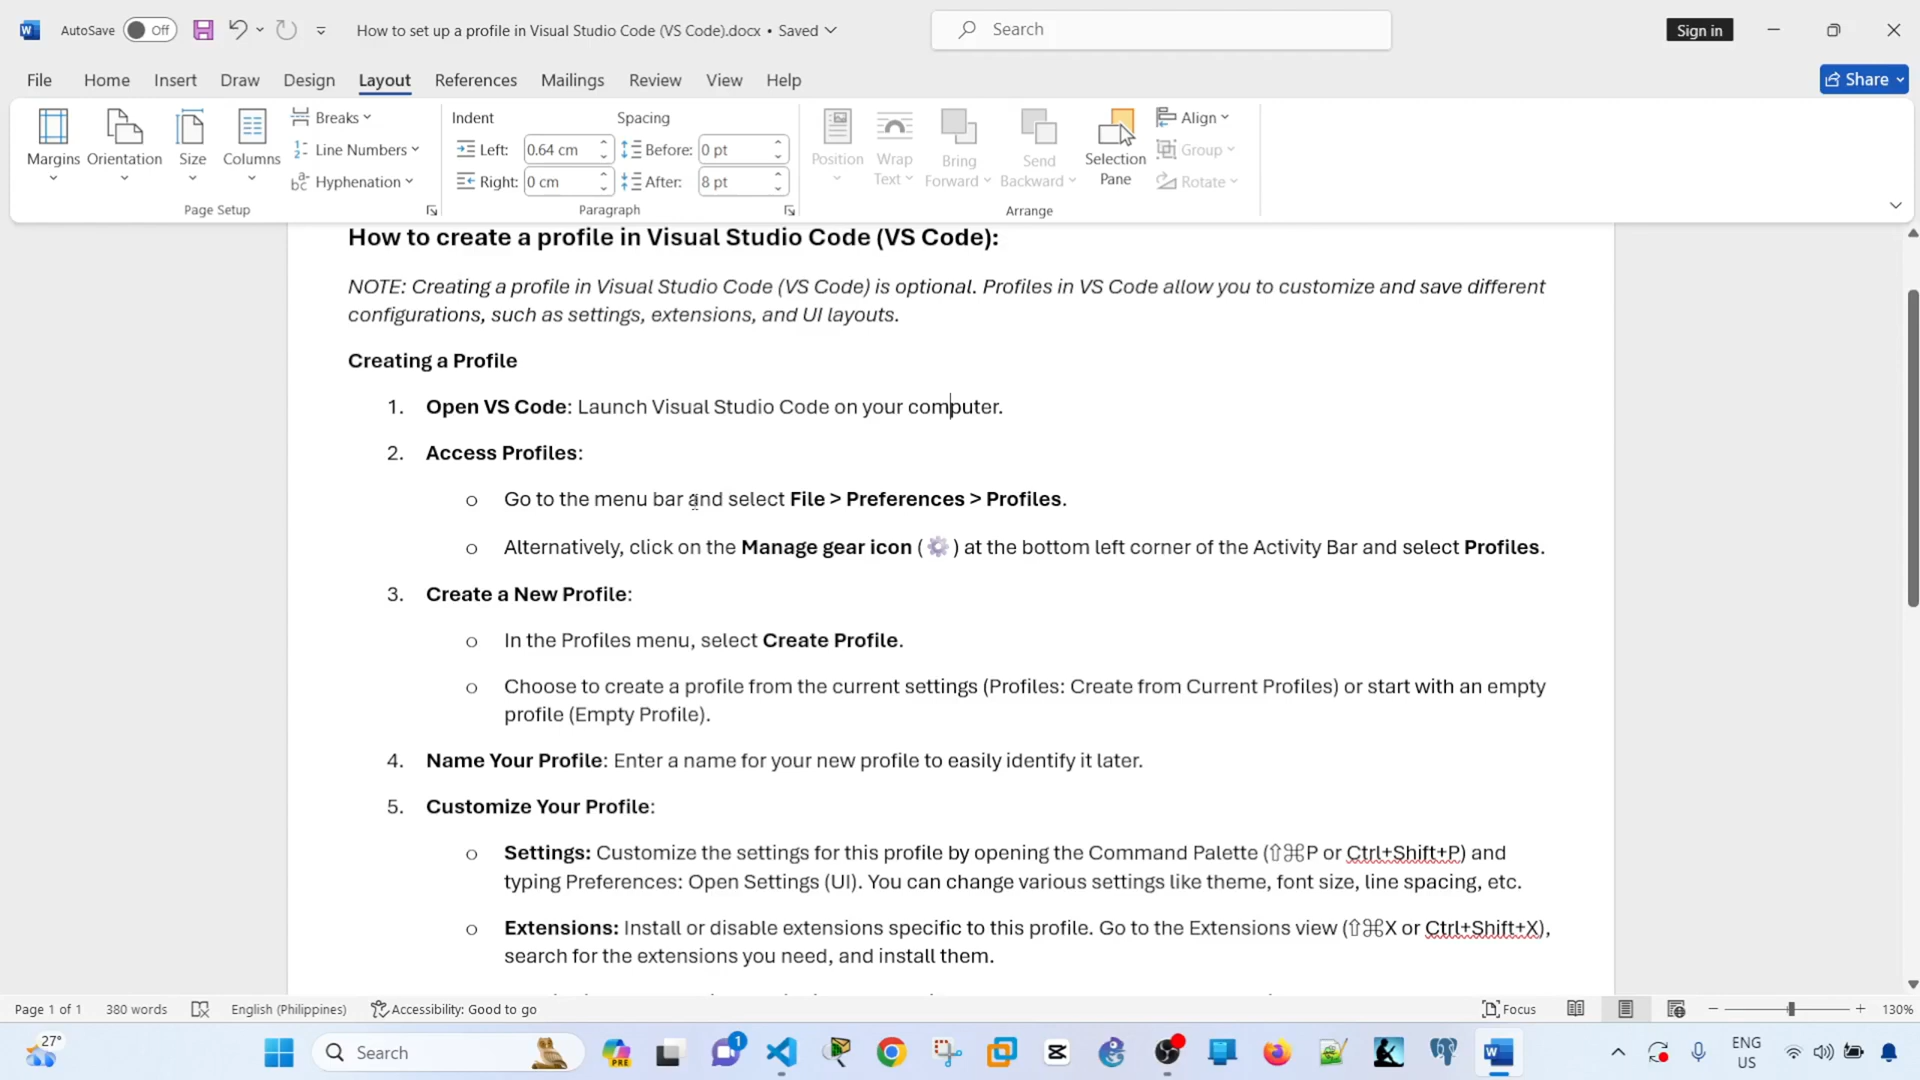 AutoSave Off How to set up a profile in Visual Studio Code (VS Code).docx • Saved Search Sign in
File Home Insert Draw Design Layout References Mailings Review View Help Share
Margins Orientation Size Columns
Breaks
Line Numbers
Hyphenation
Page Setup
Indent Spacing
Left: 0.64 cm Before: 0 pt
Right: 0 cm After: 8 pt
Paragraph
Position Wrap Text Bring Forward Send Backward Selection Pane
Align
Group
Rotate
Arrange
How to create a profile in Visual Studio Code (VS Code):
NOTE: Creating a profile in Visual Studio Code (VS Code) is optional. Profiles in VS Code allow you to customize and save different
configurations, such as settings, extensions, and UI layouts.
Creating a Profile
1. Open VS Code: Launch Visual Studio Code on your computer.
2. Access Profiles:
o Go to the menu bar and select File > Preferences > Profiles.
o Alternatively, click on the Manage gear icon (⚙️) at the bottom left corner of the Activity Bar and select Profiles.
3. Create a New Profile:
o In the Profiles menu, select Create Profile.
o Choose to create a profile from the current settings (Profiles: Create from Current Profiles) or start with an empty
profile (Empty Profile).
4. Name Your Profile: Enter a name for your new profile to easily identify it later.
5. Customize Your Profile:
o Settings: Customize the settings for this profile by opening the Command Palette (⇧⌘P or Ctrl+Shift+P) and
typing Preferences: Open Settings (UI). You can change various settings like theme, font size, line spacing, etc.
o Extensions: Install or disable extensions specific to this profile. Go to the Extensions view (⇧⌘X or Ctrl+Shift+X),
search for the extensions you need, and install them.
Page 1 of 1 380 words English (Philippines) Accessibility: Good to go Focus 130%
27° Search PRE 1 ENG
US